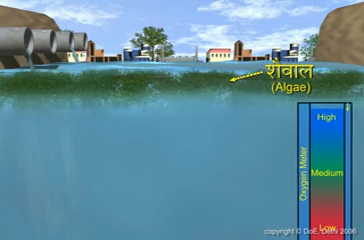 शैवाल
(Algae)
High
Oxygen Meter
Medium
Low
copyright © DoE, Delhi 2006